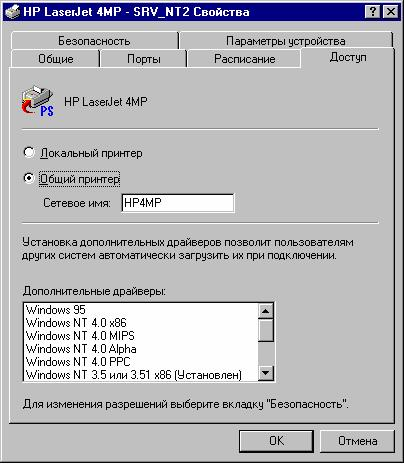 HP LaserJet 4MP - SRV_NT2 Свойства
Безопасность
Параметры устройства
Общие
Порты
Расписание
Доступ
PS
HP LaserJet 4MP
Локальный принтер
Общий принтер
Сетевое имя:
HP4MP
Установка дополнительных драйверов позволит пользователям
других систем автоматически загрузить их при подключении.
Дополнительные драйверы:
Windows 95
Windows NT 4.0 x86
Windows NT 4.0 MIPS
Windows NT 4.0 Alpha
Windows NT 4.0 PPC
Windows NT 3.5 или 3.51 x86 (Установлен)
Для изменения разрешений выберите вкладку "Безопасность".
OK
Отмена